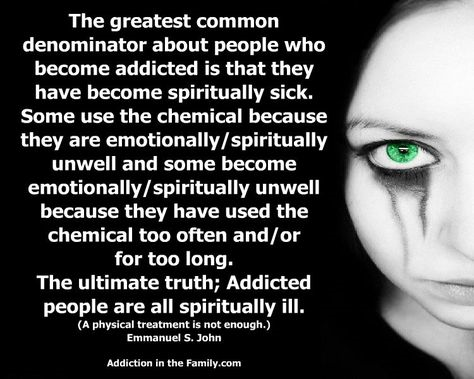 The greatest common
denominator about people who
become addicted is that they
have become spiritually sick.
Some use the chemical because
they are emotionally/spiritually
unwell and some become
emotionally/spiritually unwell
because they have used the
chemical too often and/or
for too long.
The ultimate truth; Addicted
people are all spiritually ill.
(A physical treatment is not enough.)
Emmanuel S. John
Addiction in the Family.com